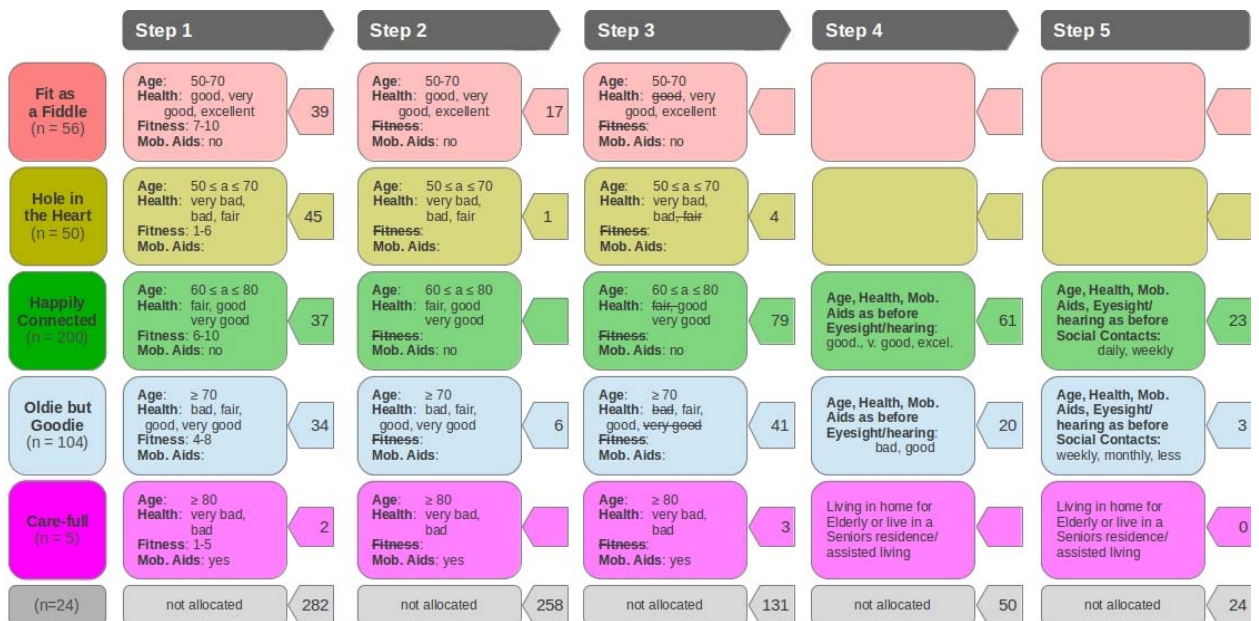 Step 1
Step 2
Step 3
Step 4
Step 5
Fit as
a Fiddle
(n = 56)
Age: 50-70
Health: good, very
good, excellent
Fitness: 7-10
Mob. Aids: no
39
Age: 50-70
Health: good, very
good, excellent
Fitness:
Mob. Aids: no
17
Age: 50-70
Health: good, very
good, excellent
Fitness:
Mob. Aids: no
Hole in
the Heart
(n = 50)
Age: 50 ≤ a ≤ 70
Health: very bad,
bad, fair
Fitness: 1-6
Mob. Aids:
45
Age: 50 ≤ a ≤ 70
Health: very bad,
bad, fair
Fitness:
Mob. Aids:
1
Age: 50 ≤ a ≤ 70
Health: very bad,
bad, fair
Fitness:
Mob. Aids:
4
Happily
Connected
(n = 200)
Age: 60 ≤ a ≤ 80
Health: fair, good
very good
Fitness: 6-10
Mob. Aids: no
37
Age: 60 ≤ a ≤ 80
Health: fair, good
very good
Fitness:
Mob. Aids: no
Age: 60 ≤ a ≤ 80
Health: fair, good
very good
Fitness:
Mob. Aids: no
79
Age, Health, Mob.
Aids as before
Eyesight/hearing:
good., v. good, excel.
61
Age, Health, Mob.
Aids, Eyesight/
hearing as before
Social Contacts:
daily, weekly
23
Oldie but
Goodie
(n = 104)
Age: ≥ 70
Health: bad, fair,
good, very good
Fitness: 4-8
Mob. Aids:
34
Age: ≥ 70
Health: bad, fair,
good, very good
Fitness:
Mob. Aids:
6
Age: ≥ 70
Health: bad, fair,
good, very good
Fitness:
Mob. Aids:
41
Age, Health, Mob.
Aids as before
Eyesight/hearing:
bad, good
20
Age, Health, Mob.
Aids, Eyesight/
hearing as before
Social Contacts:
weekly, monthly, less
3
Care-full
(n = 5)
Age: ≥ 80
Health: very bad,
bad
Fitness: 1-5
Mob. Aids: yes
2
Age: ≥ 80
Health: very bad,
bad
Fitness:
Mob. Aids: yes
Age: ≥ 80
Health: very bad,
bad
Fitness:
Mob. Aids: yes
3
Living in home for
Elderly or live in a
Seniors residence/
assisted living
Living in home for
Elderly or live in a
Seniors residence/
assisted living
0
(n=24)
not allocated
282
not allocated
258
not allocated
131
not allocated
50
not allocated
24